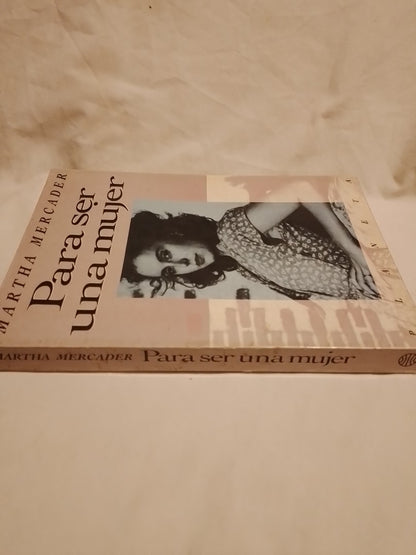 MARTHA MERCADER
Para ser
una mujer
PLANETA
MARTHA MERCADER Para ser una mujer